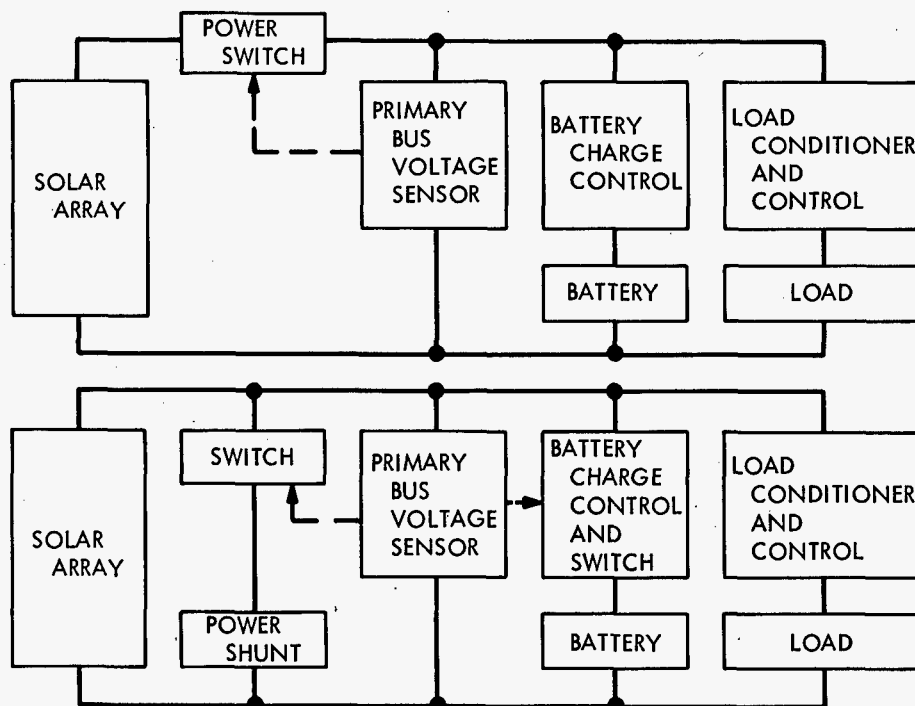 POWER
SWITCH
SOLAR
ARRAY
PRIMARY
BUS
VOLTAGE
SENSOR
BATTERY
CHARGE
CONTROL
BATTERY
LOAD
CONDITIONER
AND
CONTROL
LOAD
SOLAR
ARRAY
SWITCH
POWER
SHUNT
PRIMARY
BUS
VOLTAGE
SENSOR
BATTERY
CHARGE
CONTROL
AND
SWITCH
BATTERY
LOAD
CONDITIONER
AND
CONTROL
LOAD